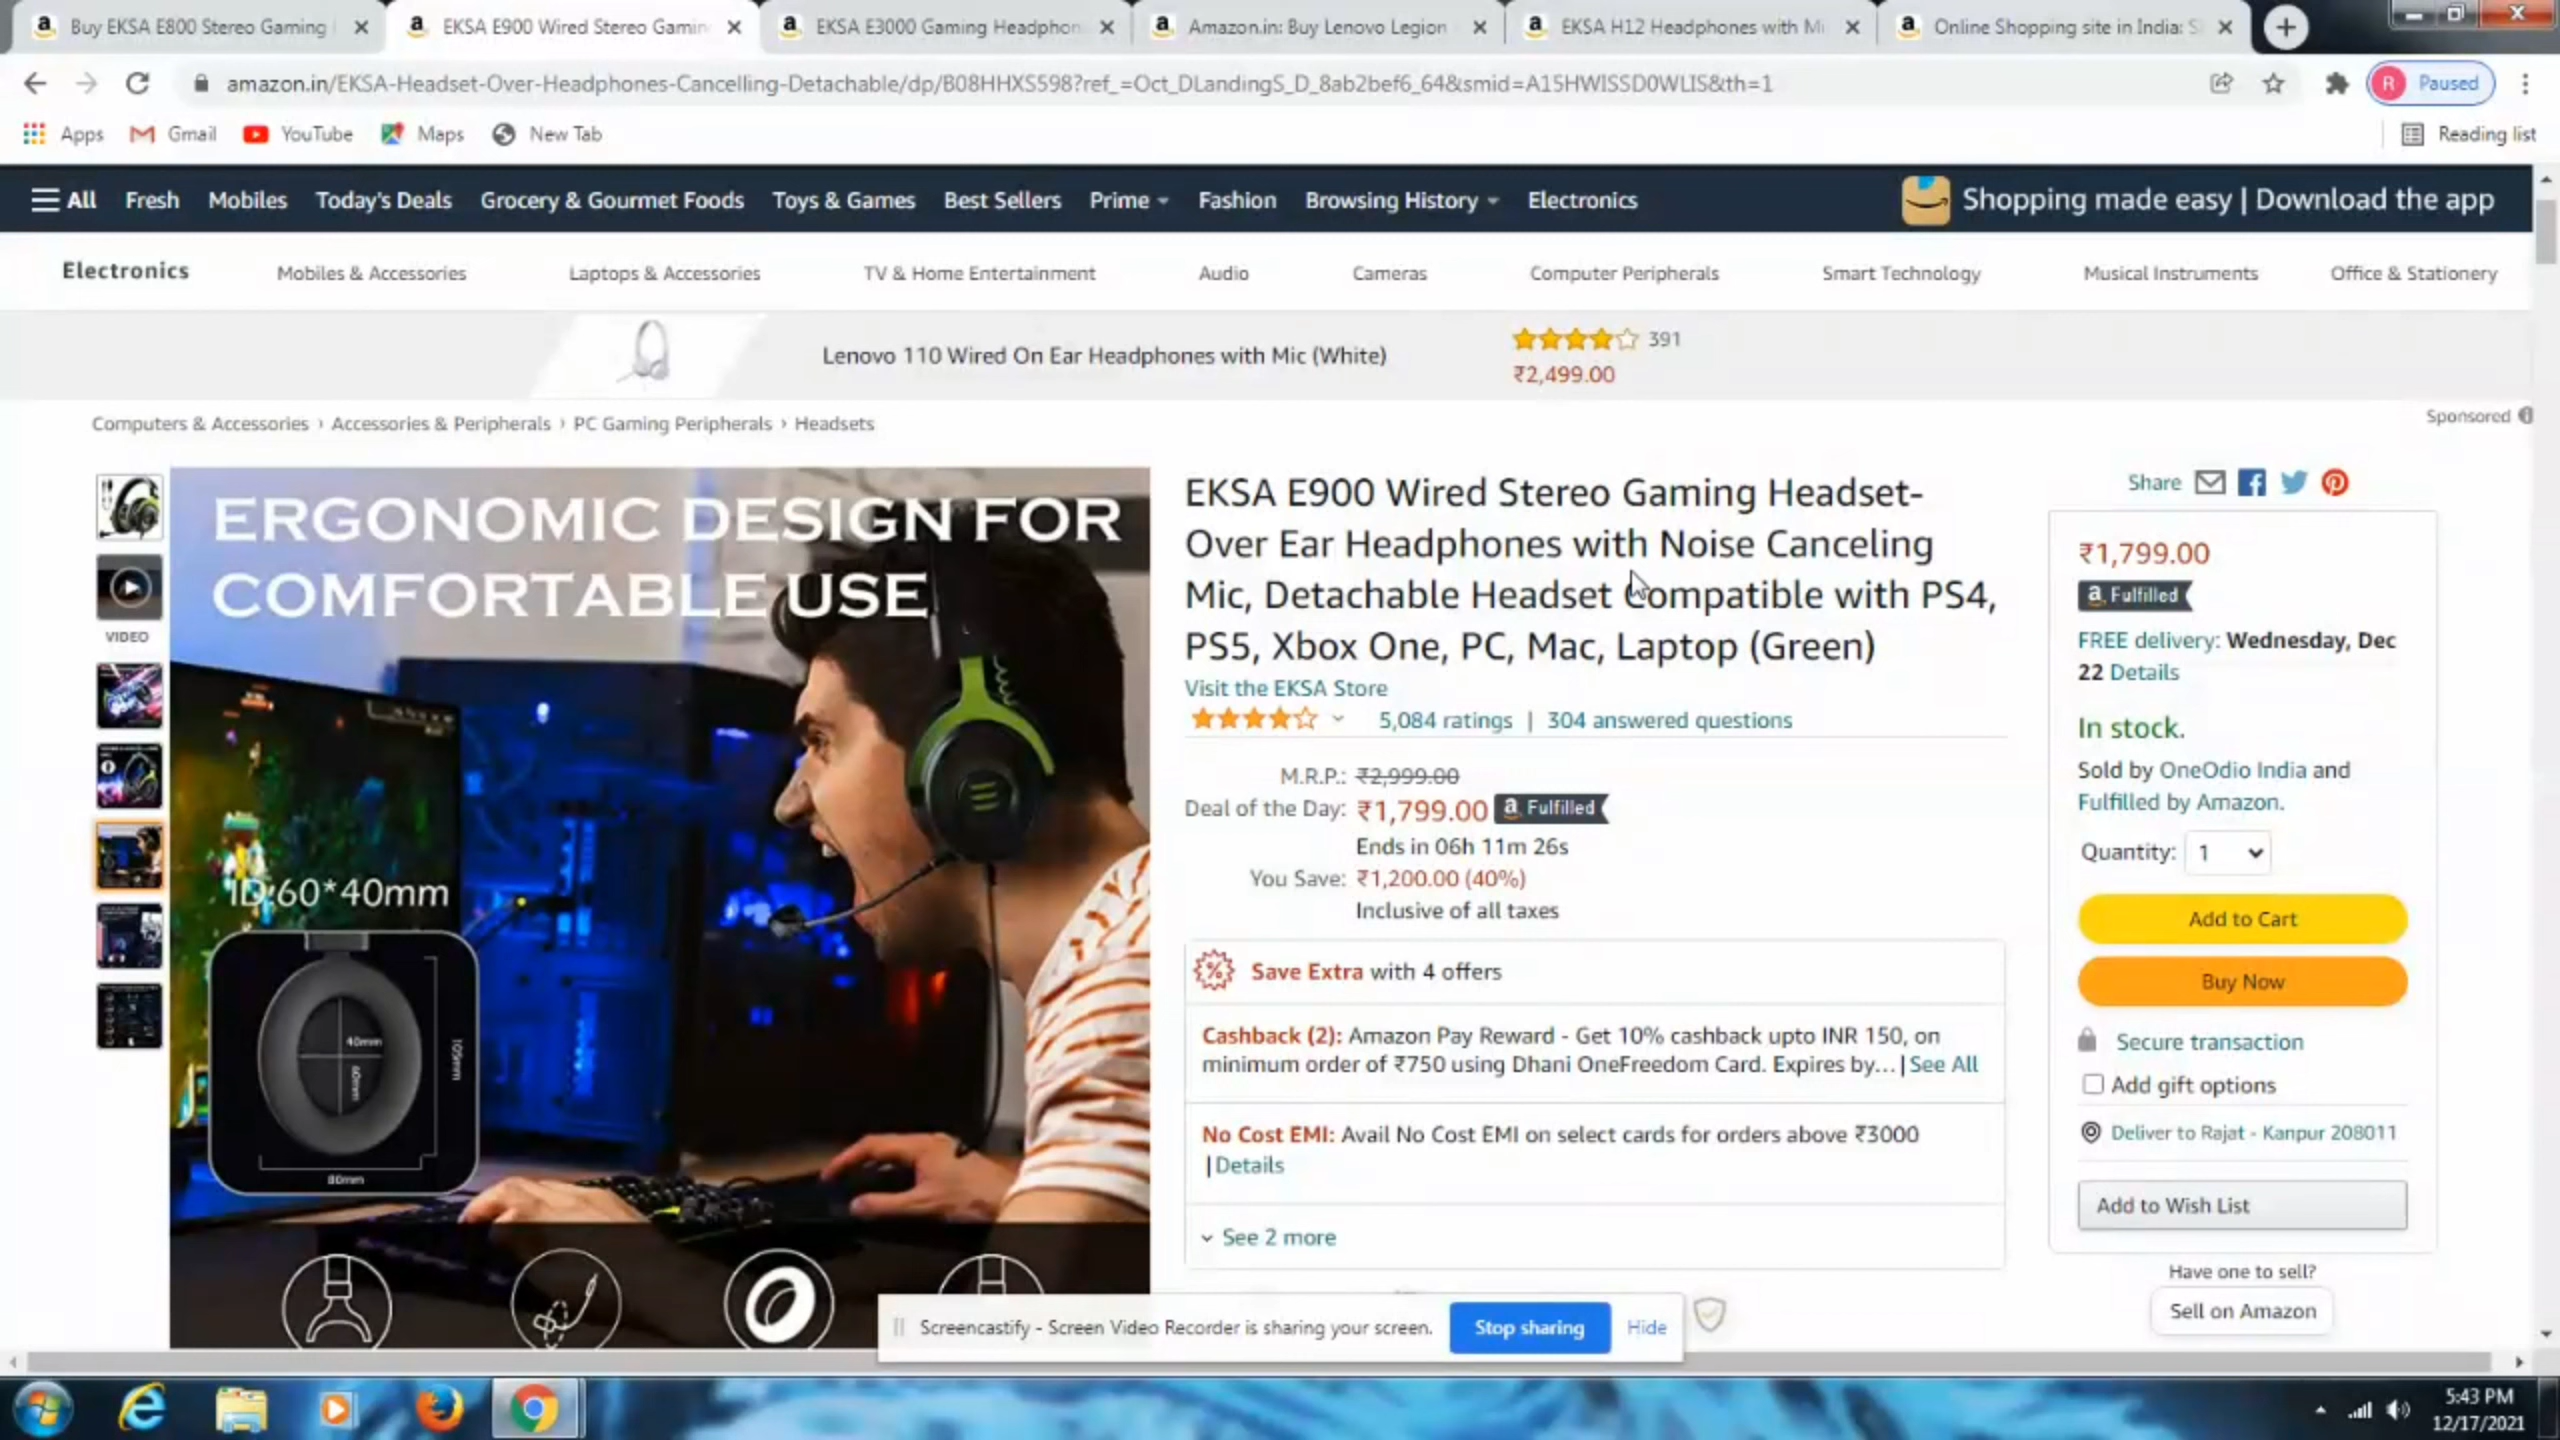 Buy EKSA E800 Stereo Gaming
EKSA E900 Wired Stereo Gamin
EKSA E3000 Gaming Headphon
Amazon.in: Buy Lenovo Legion
EKSA H12 Headphones with Mi
Online Shopping site in India: S
amazon.in/EKSA-Headset-Over-Headphones-Cancelling-Detachable/dp/B08HHXS598?ref_=Oct_DLandingS_D_8ab2bef6_64&smid=A15HWISSD0WLIS&th=1
R Paused
Apps Gmail YouTube Maps New Tab
Reading list
All Fresh Mobiles Today's Deals Grocery & Gourmet Foods Toys & Games Best Sellers Prime Fashion Browsing History Electronics
Shopping made easy | Download the app
Electronics Mobiles & Accessories Laptops & Accessories TV & Home Entertainment Audio Cameras Computer Peripherals Smart Technology Musical Instruments Office & Stationery
Lenovo 110 Wired On Ear Headphones with Mic (White)
391
₹2,499.00
Sponsored
Computers & Accessories › Accessories & Peripherals › PC Gaming Peripherals › Headsets
VIDEO
ERGONOMIC DESIGN FOR
COMFORTABLE USE
ID:60*40mm
40mm
60mm
105mm
80mm
EKSA E900 Wired Stereo Gaming Headset-
Over Ear Headphones with Noise Canceling
Mic, Detachable Headset Compatible with PS4,
PS5, Xbox One, PC, Mac, Laptop (Green)
Visit the EKSA Store
5,084 ratings | 304 answered questions
M.R.P.: ₹2,999.00
Deal of the Day: ₹1,799.00 a Fulfilled
Ends in 06h 11m 26s
You Save: ₹1,200.00 (40%)
Inclusive of all taxes
Save Extra with 4 offers
Cashback (2): Amazon Pay Reward - Get 10% cashback upto INR 150, on
minimum order of ₹750 using Dhani OneFreedom Card. Expires by... | See All
No Cost EMI: Avail No Cost EMI on select cards for orders above ₹3000
| Details
See 2 more
Share
₹1,799.00
a Fulfilled
FREE delivery: Wednesday, Dec
22 Details
In stock.
Sold by OneOdio India and
Fulfilled by Amazon.
Quantity: 1
Add to Cart
Buy Now
Secure transaction
Add gift options
Deliver to Rajat - Kanpur 208011
Add to Wish List
Have one to sell?
Sell on Amazon
Screencastify - Screen Video Recorder is sharing your screen.
Stop sharing
Hide
5:43 PM
12/17/2021